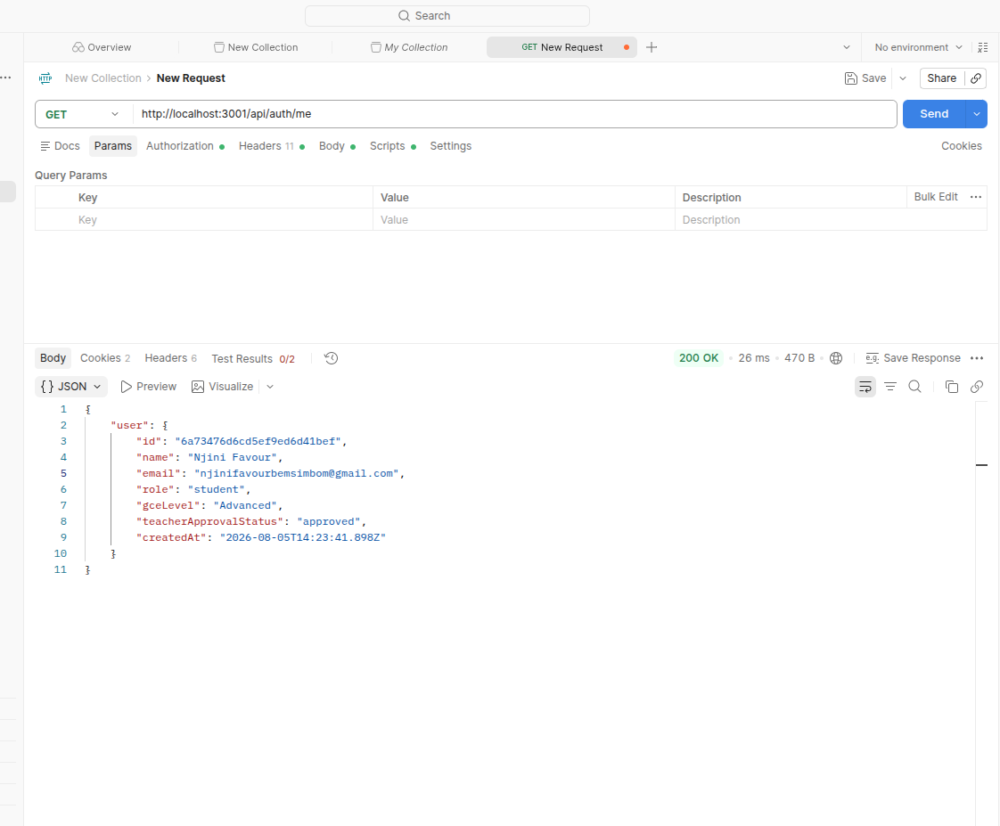 Search
Overview New Collection My Collection GET New Request No environment
HTTP New Collection > New Request Save Share
GET http://localhost:3001/api/auth/me Send
Docs Params Authorization Headers 11 Body Scripts Settings Cookies
Query Params
Key Value Description Bulk Edit
Key Value Description
Body Cookies 2 Headers 6 Test Results 0/2 200 OK 26 ms 470 B e.g. Save Response
{} JSON Preview Visualize
1 {
2 "user": {
3 "id": "6a73476d6cd5ef9ed6d41bef",
4 "name": "Njini Favour",
5 "email": "njinifavourbemsimbom@gmail.com",
6 "role": "student",
7 "gceLevel": "Advanced",
8 "teacherApprovalStatus": "approved",
9 "createdAt": "2026-08-05T14:23:41.898Z"
10 }
11 }